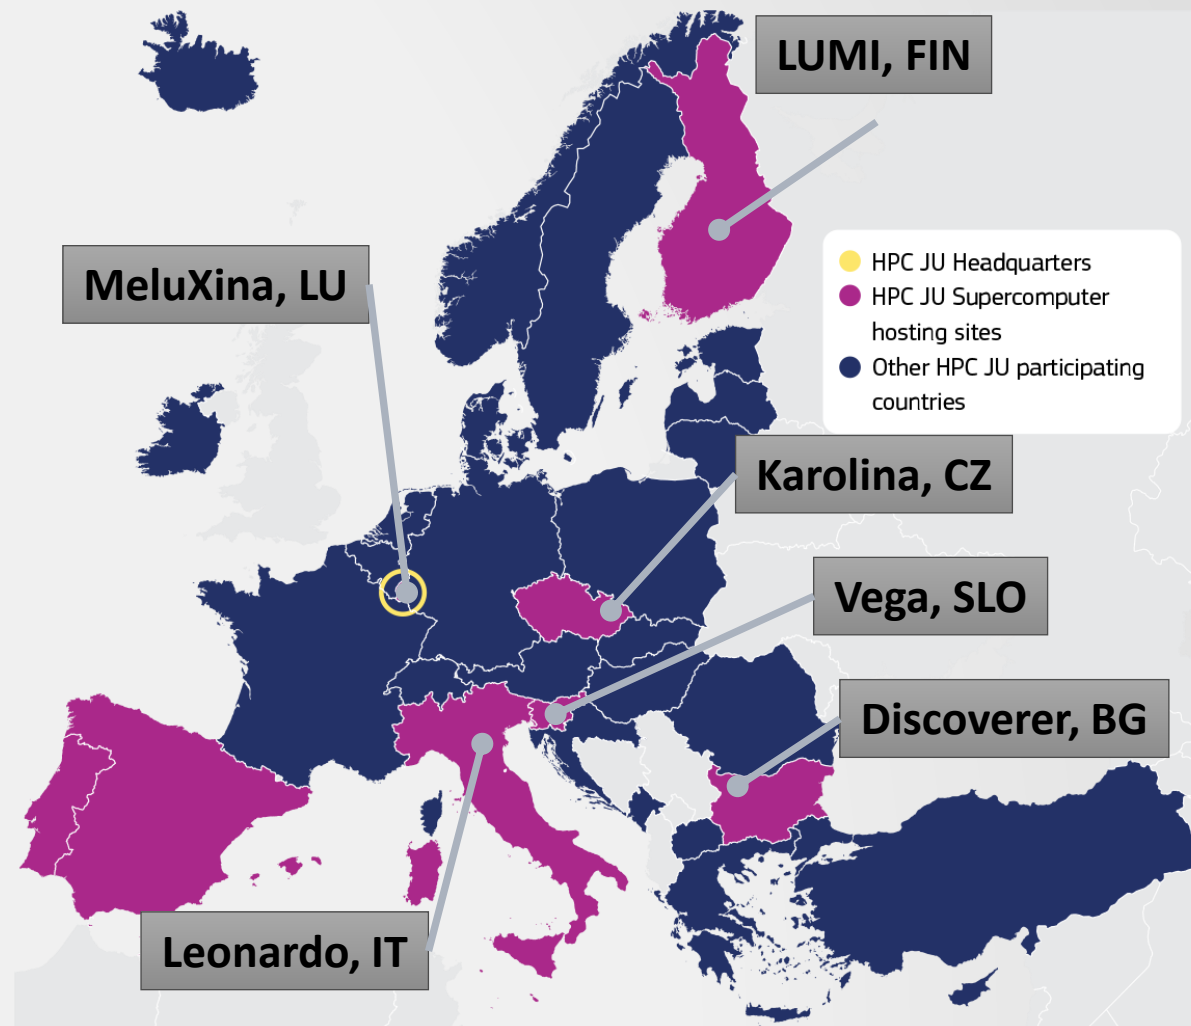 LUMI, FIN
MeluXina, LU
HPC JU Headquarters
HPC JU Supercomputer
hosting sites
Other HPC JU participating
countries
Karolina, CZ
Vega, SLO
Discoverer, BG
Leonardo, IT